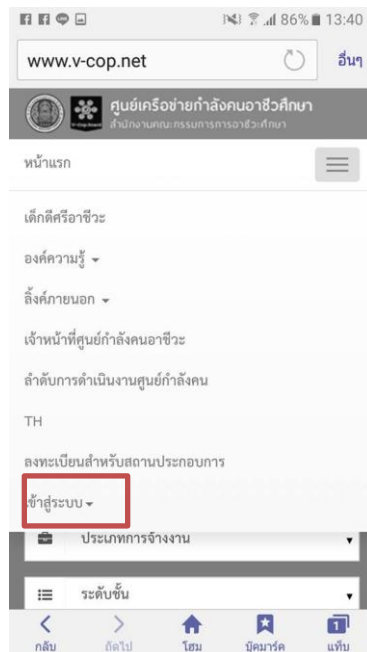 86% 13:40
www.v-cop.net อื่นๆ
ศูนย์เครือข่ายกำลังคนอาชีวศึกษา
สำนักงานคณะกรรมการการอาชีวะศึกษา
หน้าแรก
เด็กดีศรีอาชีวะ
องค์ความรู้
ลิ้งค์ภายนอก
เจ้าหน้าที่ศูนย์กำลังคนอาชีวะ
ลำดับการดำเนินงานศูนย์กำลังคน
TH
ลงทะเบียนสำหรับสถานประกอบการ
เข้าสู่ระบบ
ประเภทการจ้างงาน
ระดับชั้น
กลับ ถัดไป โฮม บุ๊คมาร์ค แท็บ